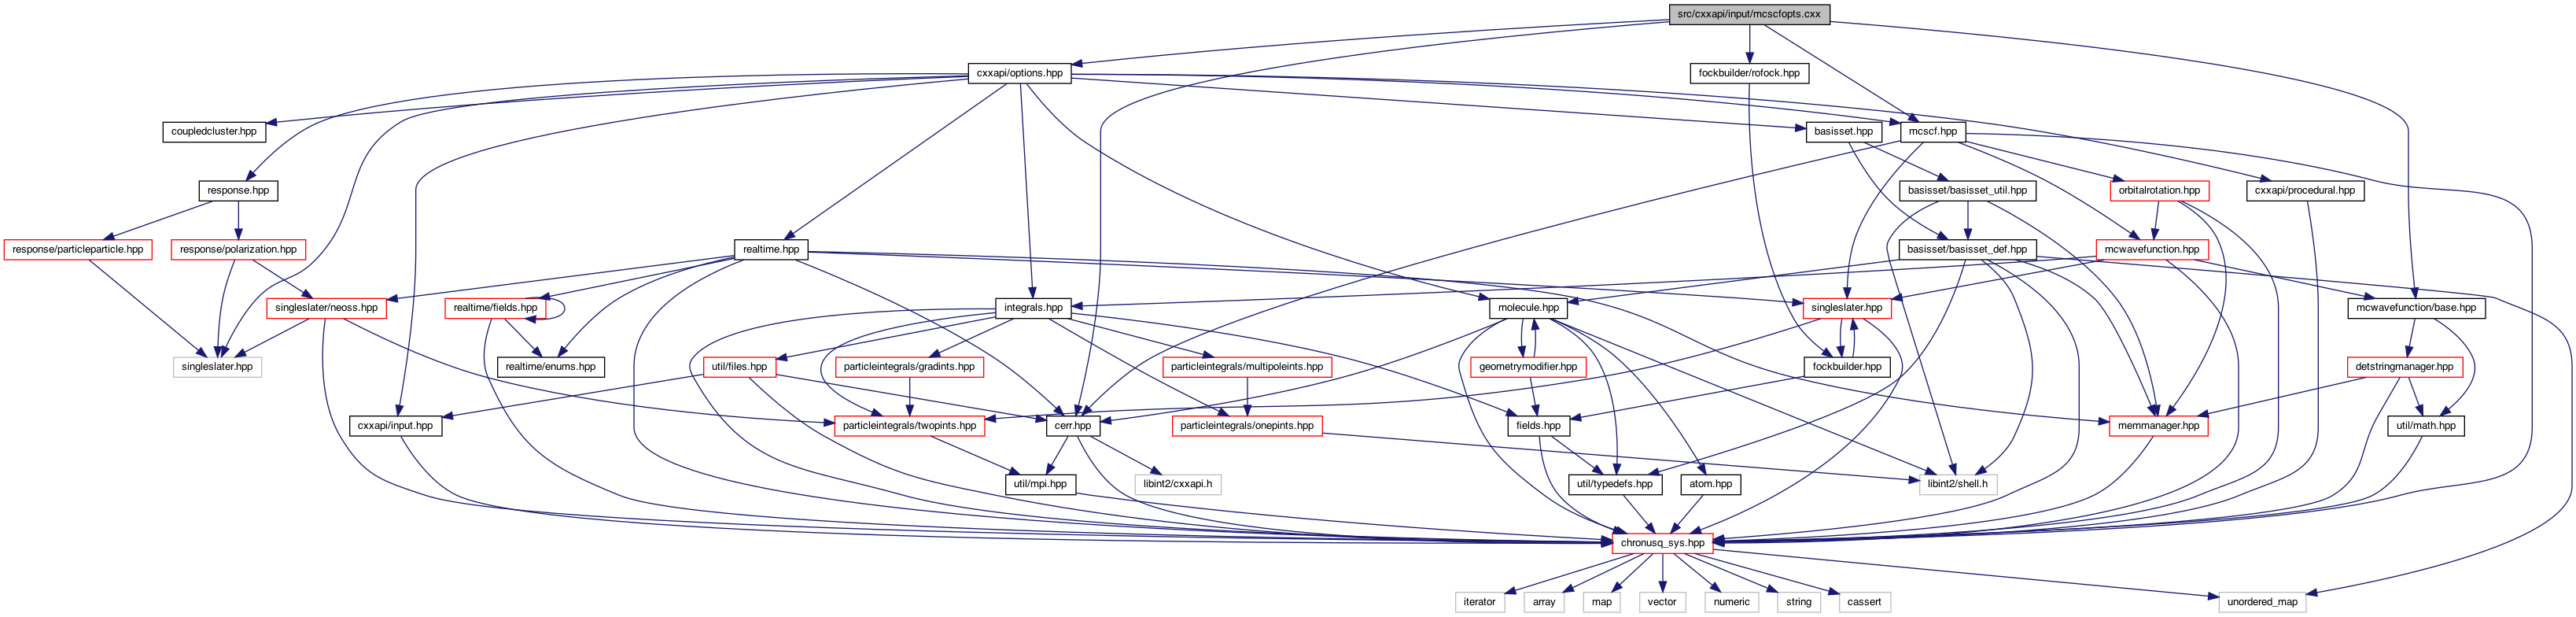 src/cxxapi/input/mcscfopts.cxx
cxxapi/options.hpp
fockbuilder/rofock.hpp
coupledcluster.hpp
basisset.hpp
mcscf.hpp
response.hpp
basisset/basisset_util.hpp
orbitalrotation.hpp
cxxapi/procedural.hpp
response/particleparticle.hpp
response/polarization.hpp
realtime.hpp
basisset/basisset_def.hpp
mcwavefunction.hpp
singleslater/neoss.hpp
realtime/fields.hpp
integrals.hpp
molecule.hpp
singleslater.hpp
mcwavefunction/base.hpp
singleslater.hpp
realtime/enums.hpp
util/files.hpp
particleintegrals/gradints.hpp
particleintegrals/multipoleints.hpp
geometrymodifier.hpp
fockbuilder.hpp
detstringmanager.hpp
cxxapi/input.hpp
particleintegrals/twopints.hpp
cerr.hpp
particleintegrals/onepints.hpp
fields.hpp
memmanager.hpp
util/math.hpp
util/mpi.hpp
libint2/cxxapi.h
util/typedefs.hpp
atom.hpp
libint2/shell.h
chronusq_sys.hpp
iterator
array
map
vector
numeric
string
cassert
unordered_map